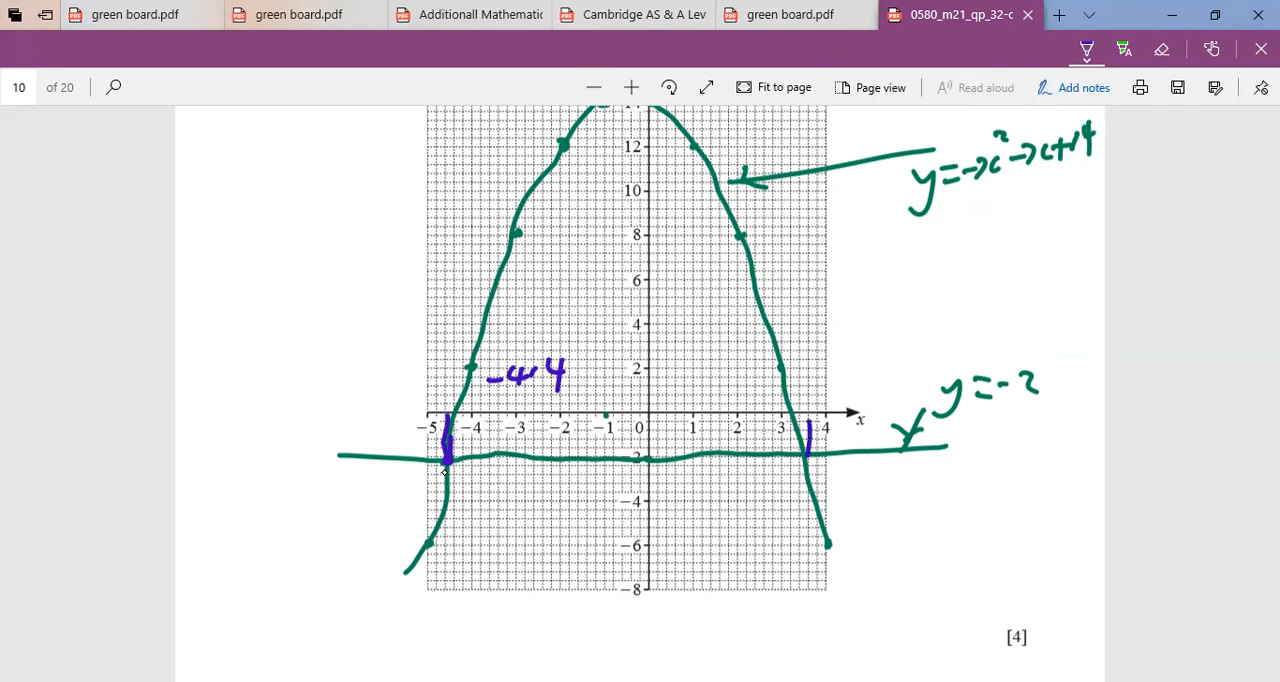 green board.pdf
green board.pdf
Additionall Mathematic
Cambridge AS & A Lev
green board.pdf
0580_m21_qp_32-c
10 of 20
Fit to page
Page view
Read aloud
Add notes
y=-x²-x+14
12
10
8
6
4
2
-4.4
y=-2
-5 -4 -3 -2 -1 0 1 2 3 4 x
-2
-4
-6
-8
[4]